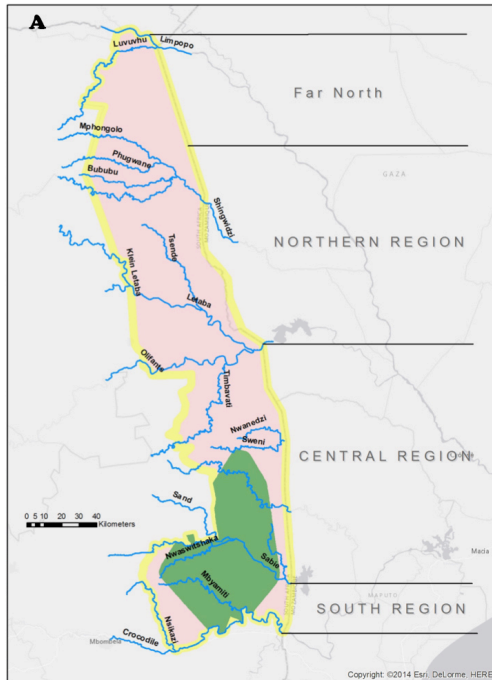 A
Luvuvhu
Limpopo
Far North
Mphongolo
Phugwane
Bububu
GAZA
Shingwidzi
NORTHERN REGION
Tsende
Klein Letaba
Letaba
Olifants
Timbavati
Nwanedzi
Sweni
CENTRAL REGION
Sand
0 5 10 20 30 40
Kilometers
Nwaswitshaka
Sabie
Mbyamiti
MAPUTO
SOUTH REGION
Nsikazi
Mbombela
Crocodile
Copyright: ©2014 Esri, DeLorme, HERE